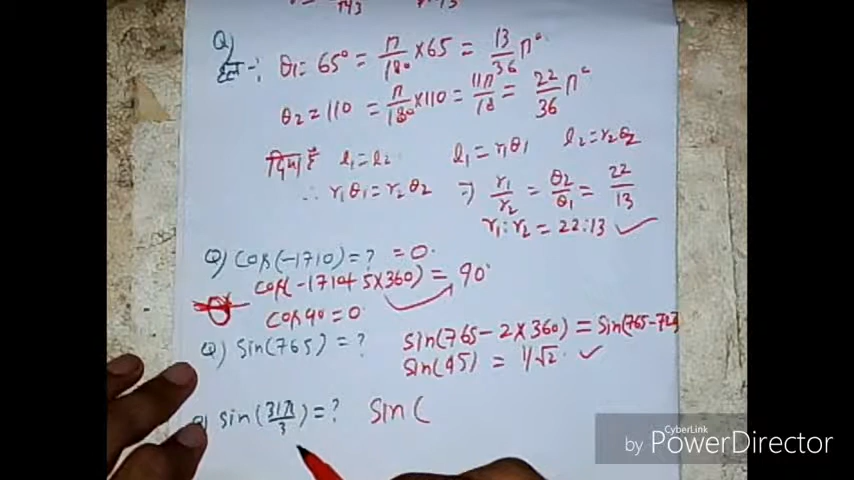 Q)
हल -: θ1 = 65° = π/180 × 65 = 13/36 π^c
θ2 = 110 = π/180 × 110 = 11π/18 = 22/36 π^c
दिया है l1 = l2 l1 = r1θ1 l2 = r2θ2
∴ r1θ1 = r2θ2 ⇒ r1/r2 = θ2/θ1 = 22/13
r1:r2 = 22:13 ✓
Q) cos(-1710) = ? = 0.
cos(-1710 + 5×360) = 90°
cos90 = 0
Q) Sin(765) = ? Sin(765 - 2×360) = Sin(765-720)
Sin(45) = 1/√2. ✓
Q) Sin(31π/3) = ? Sin (
CyberLink
by PowerDirector